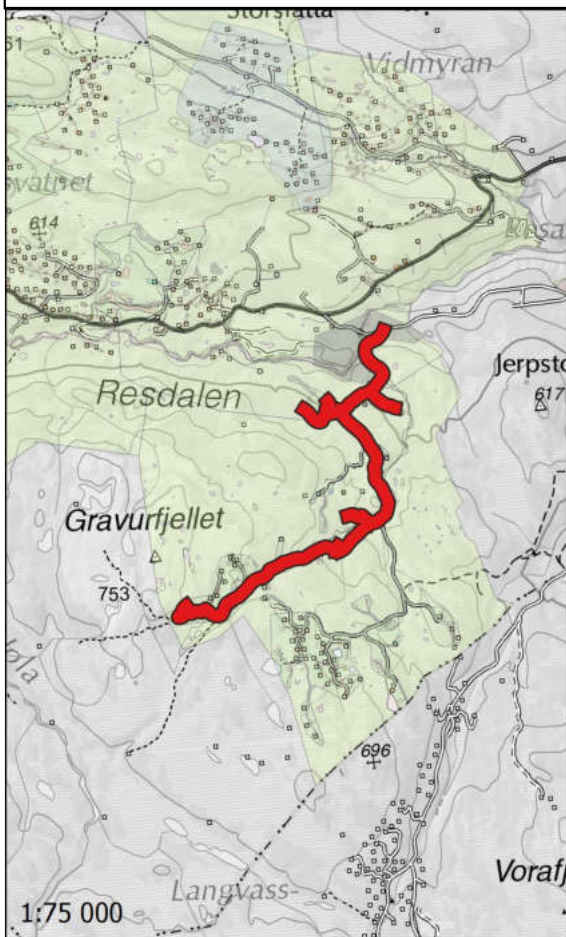 Vidmyran
614
Resdalen
Jerpsto
617
Gravurfjellet
753
696
Langvass-
Voraf
1:75 000